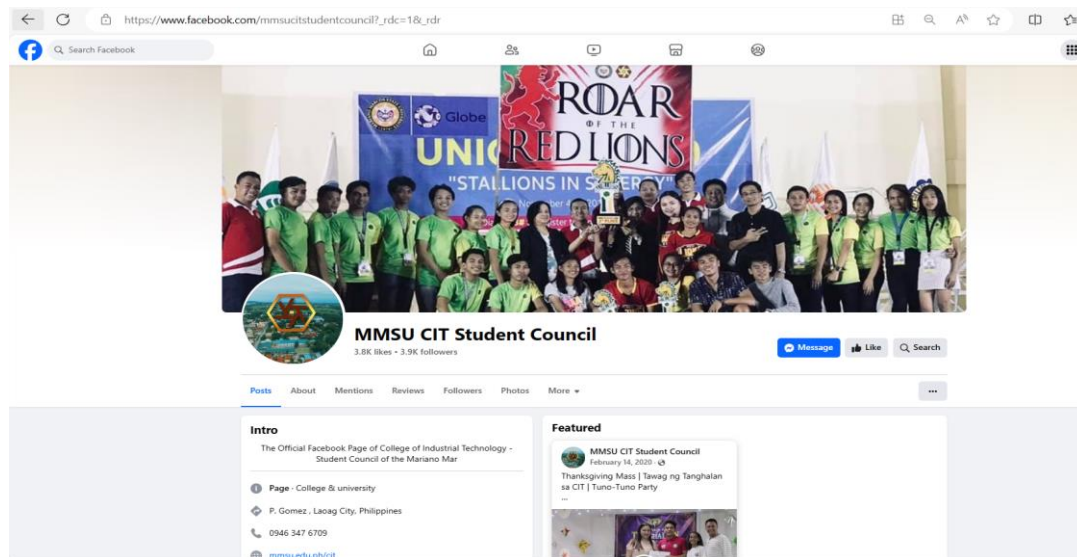 https://www.facebook.com/mmsucitstudentcouncil?_rdc=1&_rdr
Search Facebook
Globe
ROAR
OF THE
RED LIONS
UNI
"STALLIONS IN
MMSU CIT Student Council
3.8K likes • 3.9K followers
Message Like Search
Posts About Mentions Reviews Followers Photos More
Intro
The Official Facebook Page of College of Industrial Technology -
Student Council of the Mariano Mar
Page · College & university
P. Gomez , Laoag City, Philippines
0946 347 6709
mmsu.edu.ph/cit
Featured
MMSU CIT Student Council
February 14, 2020
Thanksgiving Mass | Tawag ng Tanghalan
sa CIT | Tuno-Tuno Party
...